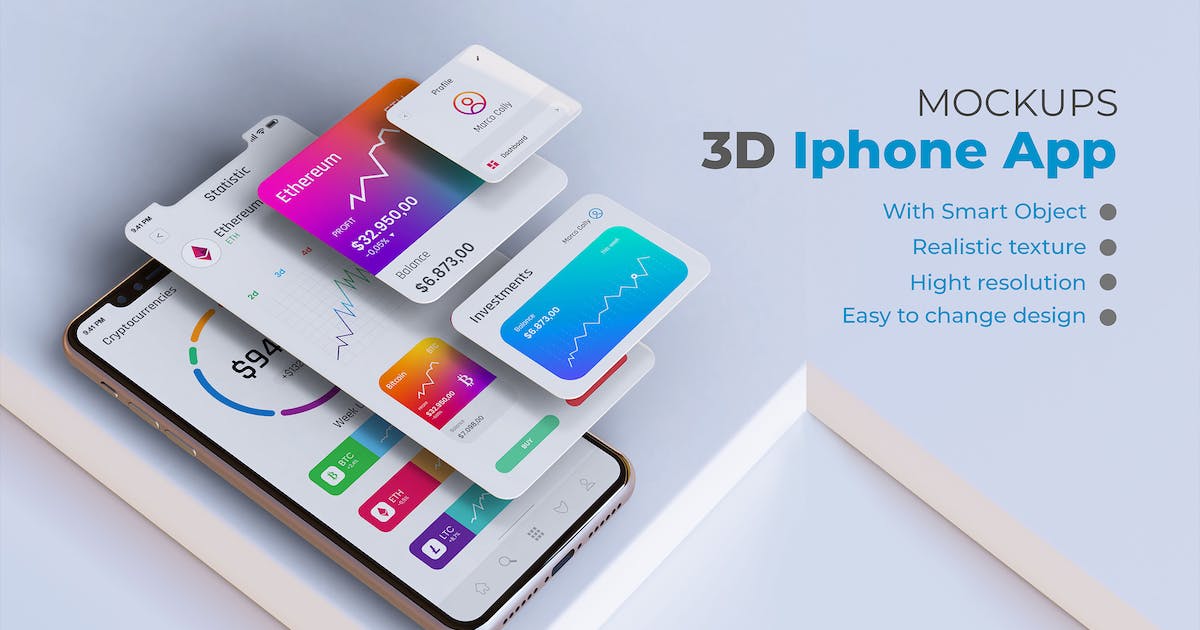 MOCKUPS
3D Iphone App
With Smart Object
Realistic texture
Hight resolution
Easy to change design
Profile
Marco Cally
Dashboard
Ethereum
PROFIT
$32.950,00
-0,05%
Balance
$6.873,00
9:41 PM
Statistic
Ethereum
ETH
2d
3d
4d
Marco Cally
Investments
Balance
$6.873,00
Bitcoin
BTC
PROFIT
$32.950,00
Balance
$7.098,00
BUY
9:41 PM
Cryptocurrencies
$94
Week
BTC
ETH
LTC